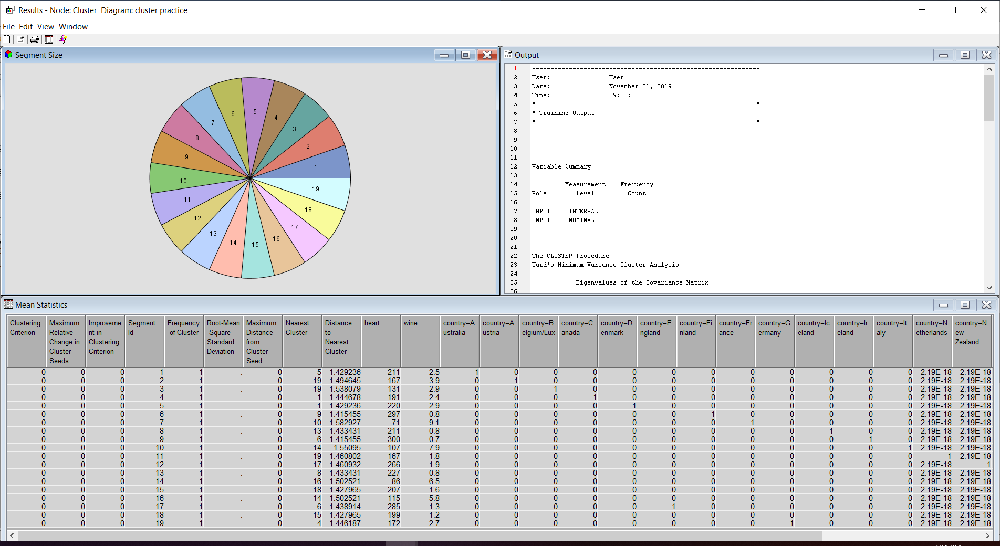 Results - Node: Cluster  Diagram: cluster practice
File Edit View Window
Segment Size
1
2
3
4
5
6
7
8
9
10
11
12
13
14
15
16
17
18
19
Output
1 *------------------------------------------------------------*
2 User: User
3 Date: November 21, 2019
4 Time: 19:21:12
5 *------------------------------------------------------------*
6 * Training Output
7 *------------------------------------------------------------*
8
9
10
11
12 Variable Summary
13
14 Measurement Frequency
15 Role Level Count
16
17 INPUT INTERVAL 2
18 INPUT NOMINAL 1
19
20
21
22 The CLUSTER Procedure
23 Ward's Minimum Variance Cluster Analysis
24
25 Eigenvalues of the Covariance Matrix
26
Mean Statistics
Clustering Criterion Maximum Relative Change in Cluster Seeds Improvement in Clustering Criterion Segment Id Frequency of Cluster Root-Mean-Square Standard Deviation Maximum Distance from Cluster Seed Nearest Cluster Distance to Nearest Cluster heart wine country=Australia country=Austria country=Belgium/Lux country=Canada country=Denmark country=England country=Finland country=France country=Germany country=Iceland country=Ireland country=Italy country=Netherlands country=New Zealand
0 0 0 1 1 . 0 5 1.429236 211 2.5 1 0 0 0 0 0 0 0 0 0 0 0 2.19E-18 2.19E-18
0 0 0 2 1 . 0 19 1.494645 167 3.9 0 1 0 0 0 0 0 0 0 0 0 0 2.19E-18 2.19E-18
0 0 0 3 1 . 0 19 1.538079 131 2.9 0 0 1 0 0 0 0 0 0 0 0 0 2.19E-18 2.19E-18
0 0 0 4 1 . 0 1 1.444678 191 2.4 0 0 0 1 0 0 0 0 0 0 0 0 2.19E-18 2.19E-18
0 0 0 5 1 . 0 1 1.429236 220 2.9 0 0 0 0 1 0 0 0 0 0 0 0 2.19E-18 2.19E-18
0 0 0 6 1 . 0 9 1.415455 297 0.8 0 0 0 0 0 0 1 0 0 0 0 0 2.19E-18 2.19E-18
0 0 0 7 1 . 0 10 1.582927 71 9.1 0 0 0 0 0 0 0 1 0 0 0 0 2.19E-18 2.19E-18
0 0 0 8 1 . 0 13 1.433431 211 0.8 0 0 0 0 0 0 0 0 0 1 0 0 2.19E-18 2.19E-18
0 0 0 9 1 . 0 6 1.415455 300 0.7 0 0 0 0 0 0 0 0 0 0 1 0 2.19E-18 2.19E-18
0 0 0 10 1 . 0 14 1.55095 107 7.9 0 0 0 0 0 0 0 0 0 0 0 1 2.19E-18 2.19E-18
0 0 0 11 1 . 0 19 1.460802 167 1.8 0 0 0 0 0 0 0 0 0 0 0 0 1 2.19E-18
0 0 0 12 1 . 0 17 1.460932 266 1.9 0 0 0 0 0 0 0 0 0 0 0 0 2.19E-18 1
0 0 0 13 1 . 0 8 1.433431 227 0.8 0 0 0 0 0 0 0 0 0 0 0 0 2.19E-18 2.19E-18
0 0 0 14 1 . 0 16 1.502521 86 6.5 0 0 0 0 0 0 0 0 0 0 0 0 2.19E-18 2.19E-18
0 0 0 15 1 . 0 18 1.427965 207 1.6 0 0 0 0 0 0 0 0 0 0 0 0 2.19E-18 2.19E-18
0 0 0 16 1 . 0 14 1.502521 115 5.8 0 0 0 0 0 0 0 0 0 0 0 0 2.19E-18 2.19E-18
0 0 0 17 1 . 0 6 1.438914 285 1.3 0 0 0 0 0 1 0 0 0 0 0 0 2.19E-18 2.19E-18
0 0 0 18 1 . 0 15 1.427965 199 1.2 0 0 0 0 0 0 0 0 0 0 0 0 2.19E-18 2.19E-18
0 0 0 19 1 . 0 4 1.446187 172 2.7 0 0 0 0 0 0 0 0 1 0 0 0 2.19E-18 2.19E-18